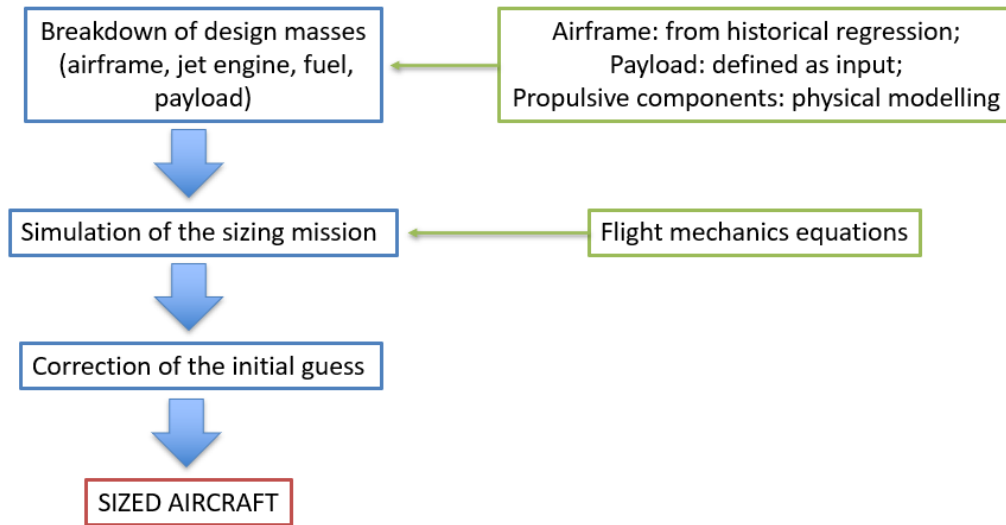 Breakdown of design masses
(airframe, jet engine, fuel,
payload)
Airframe: from historical regression;
Payload: defined as input;
Propulsive components: physical modelling
Simulation of the sizing mission
Flight mechanics equations
Correction of the initial guess
SIZED AIRCRAFT